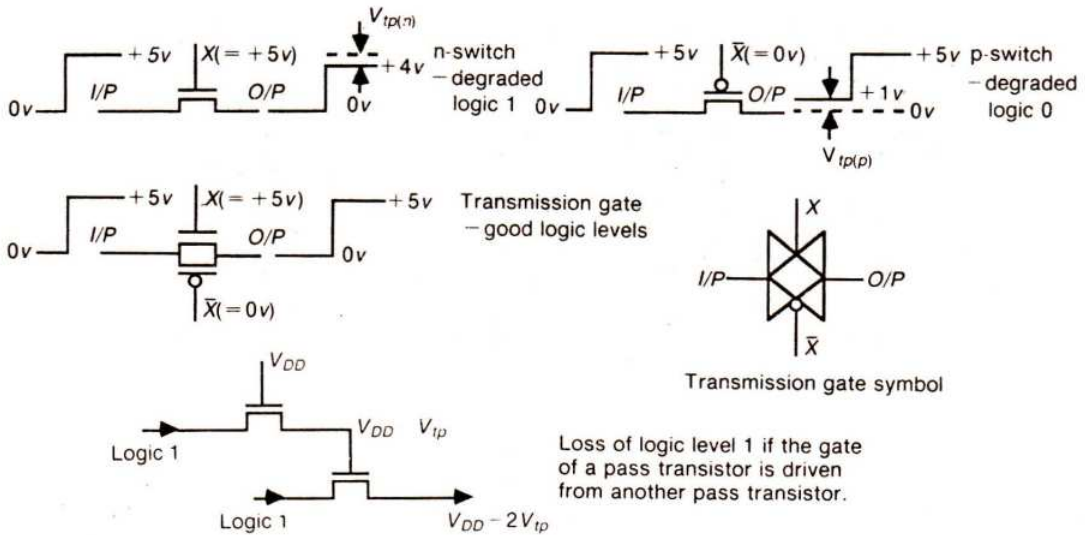 V_tp(n)
+5v
X(= +5v)
n-switch
– degraded
logic 1
+4v
I/P
O/P
0v
0v
+5v
X̄(= 0v)
+5v
p-switch
– degraded
logic 0
I/P
O/P
+1v
0v
0v
V_tp(p)
+5v
X(= +5v)
+5v
Transmission gate
– good logic levels
I/P
O/P
0v
0v
X̄(= 0v)
X
I/P
O/P
X̄
Transmission gate symbol
V_DD
V_DD V_tp
Logic 1
Loss of logic level 1 if the gate
of a pass transistor is driven
from another pass transistor.
Logic 1
V_DD – 2V_tp